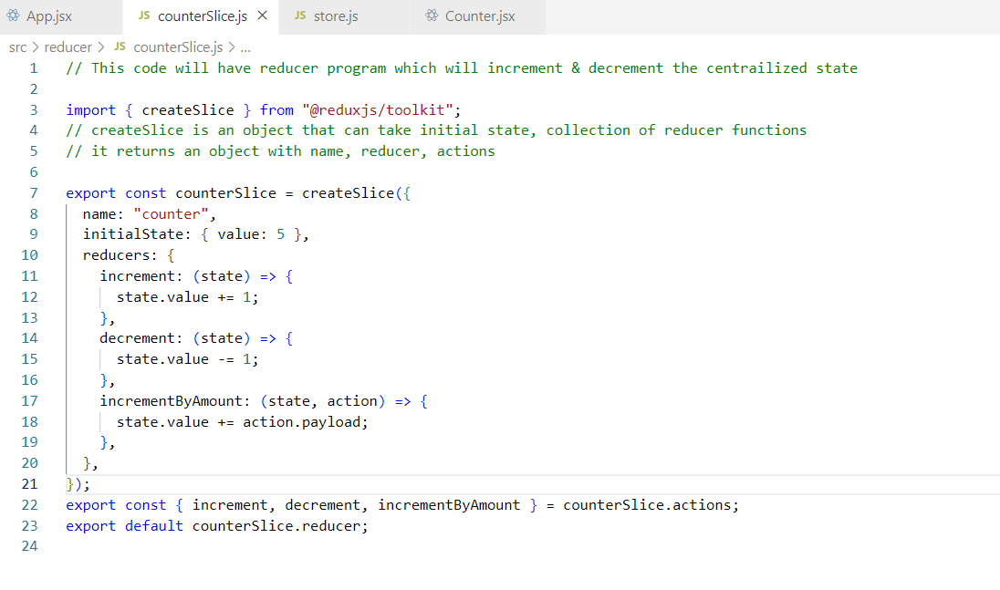 App.jsx JS counterSlice.js × JS store.js Counter.jsx
src > reducer > JS counterSlice.js > ...
1 // This code will have reducer program which will increment & decrement the centrailized state
2
3 import { createSlice } from "@reduxjs/toolkit";
4 // createSlice is an object that can take initial state, collection of reducer functions
5 // it returns an object with name, reducer, actions
6
7 export const counterSlice = createSlice({
8   name: "counter",
9   initialState: { value: 5 },
10   reducers: {
11     increment: (state) => {
12       state.value += 1;
13     },
14     decrement: (state) => {
15       state.value -= 1;
16     },
17     incrementByAmount: (state, action) => {
18       state.value += action.payload;
19     },
20   },
21 });
22 export const { increment, decrement, incrementByAmount } = counterSlice.actions;
23 export default counterSlice.reducer;
24